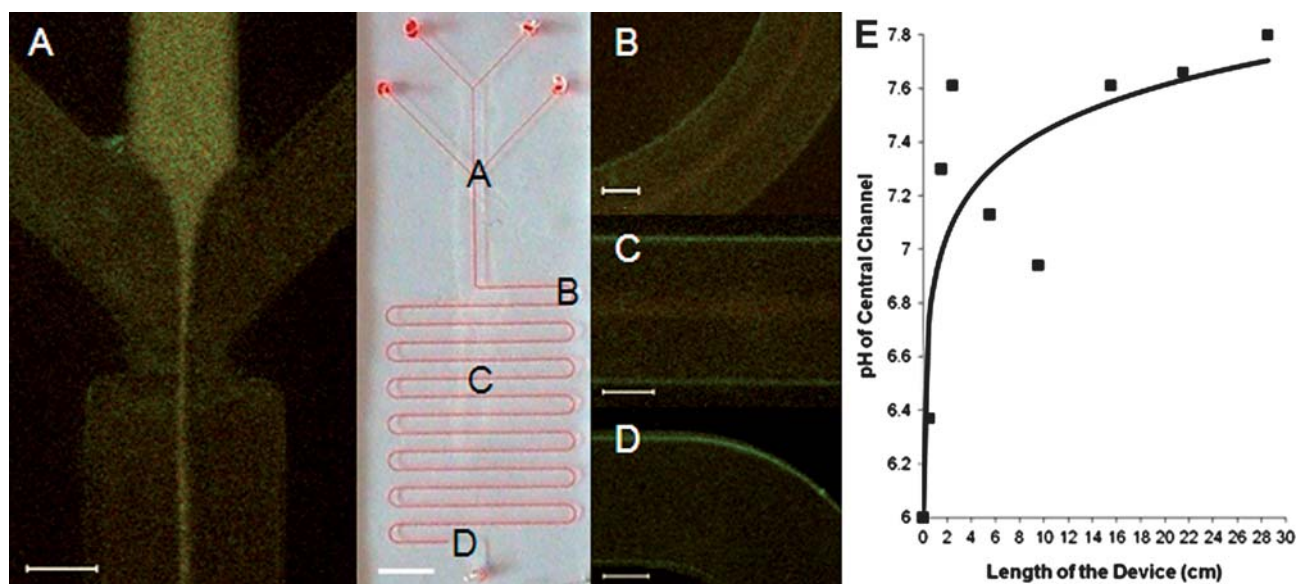 A
A
B
C
D
B
C
D
E
pH of Central Channel
7.8
7.6
7.4
7.2
7
6.8
6.6
6.4
6.2
6
0 2 4 6 8 10 12 14 16 18 20 22 24 26 28 30
Length of the Device (cm)